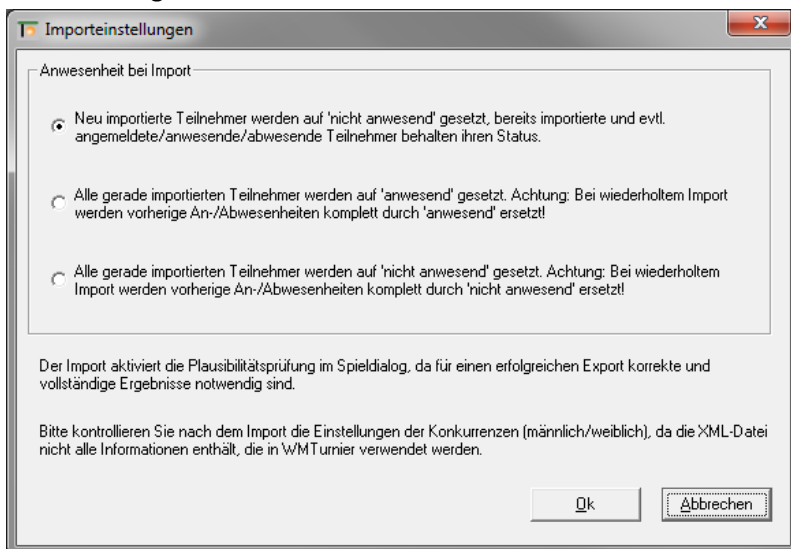 Importeinstellungen
Anwesenheit bei Import
Neu importierte Teilnehmer werden auf 'nicht anwesend' gesetzt, bereits importierte und evtl.
angemeldete/anwesende/abwesende Teilnehmer behalten ihren Status.
Alle gerade importierten Teilnehmer werden auf 'anwesend' gesetzt. Achtung: Bei wiederholtem Import
werden vorherige An-/Abwesenheiten komplett durch 'anwesend' ersetzt!
Alle gerade importierten Teilnehmer werden auf 'nicht anwesend' gesetzt. Achtung: Bei wiederholtem
Import werden vorherige An-/Abwesenheiten komplett durch 'nicht anwesend' ersetzt!
Der Import aktiviert die Plausibilitätsprüfung im Spieldialog, da für einen erfolgreichen Export korrekte und
vollständige Ergebnisse notwendig sind.
Bitte kontrollieren Sie nach dem Import die Einstellungen der Konkurrenzen (männlich/weiblich), da die XML-Datei
nicht alle Informationen enthält, die in WMTurnier verwendet werden.
Ok
Abbrechen